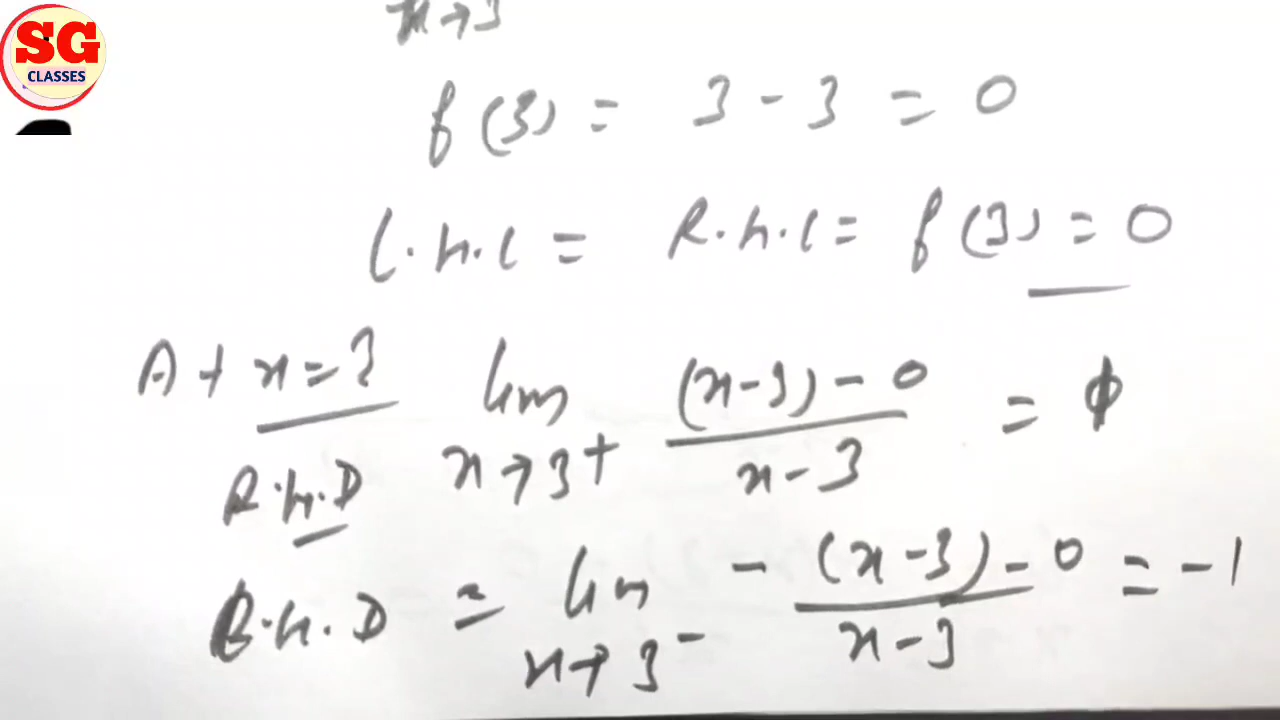 SG
CLASSES
x→3
f(3) = 3 - 3 = 0
L.H.L = R.H.L = f(3) = 0
At x=3 lim x→3+ (x-3) - 0 / x-3 =
R.H.D
L.H.D = lim x→3- -(x-3) - 0 / x-3 = -1